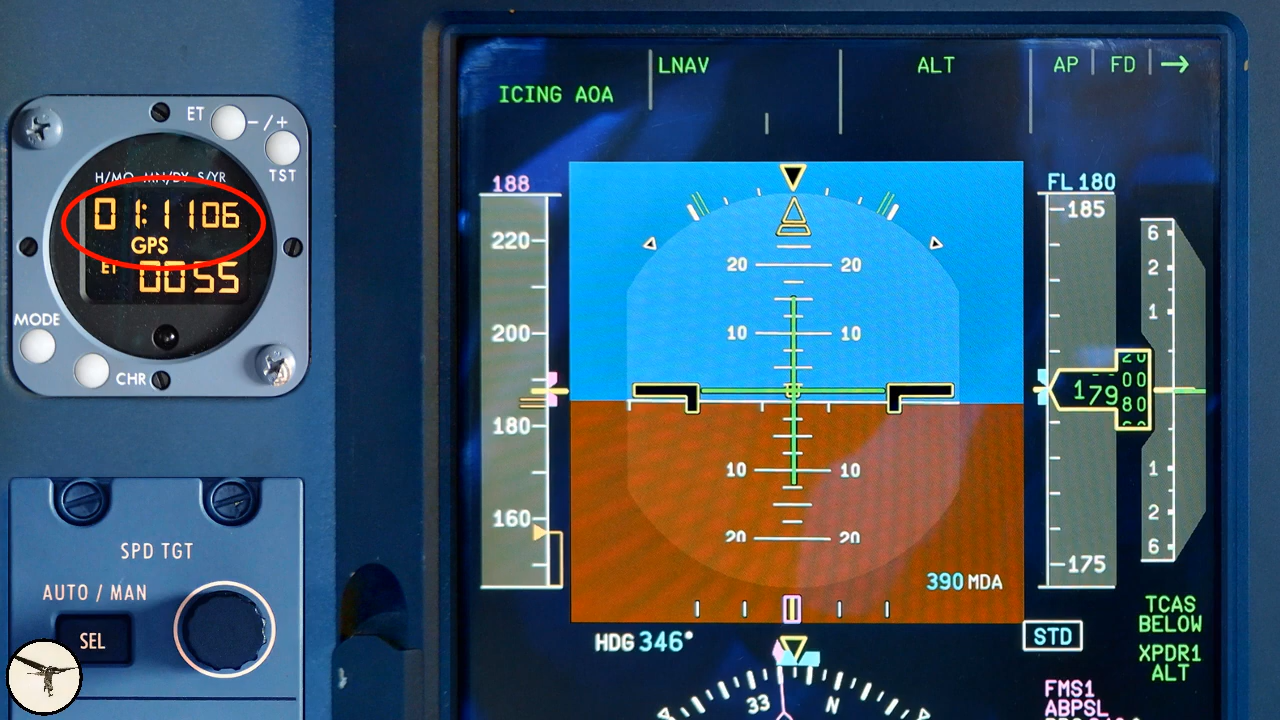 ET
- / +
TST
H/MO MN/DY S/YR
01:1106
GPS
ET 0055
MODE
CHR
SPD TGT
AUTO / MAN
SEL
LNAV ALT AP FD →
ICING AOA
188
220
200
180
160
20 20
10 10
10 10
20 20
390 MDA
FL 180
185
179
20
00
80
175
6
2
1
1
2
6
HDG 346°
STD
TCAS
BELOW
XPDR1
ALT
33 N
FMS1
ABPSL